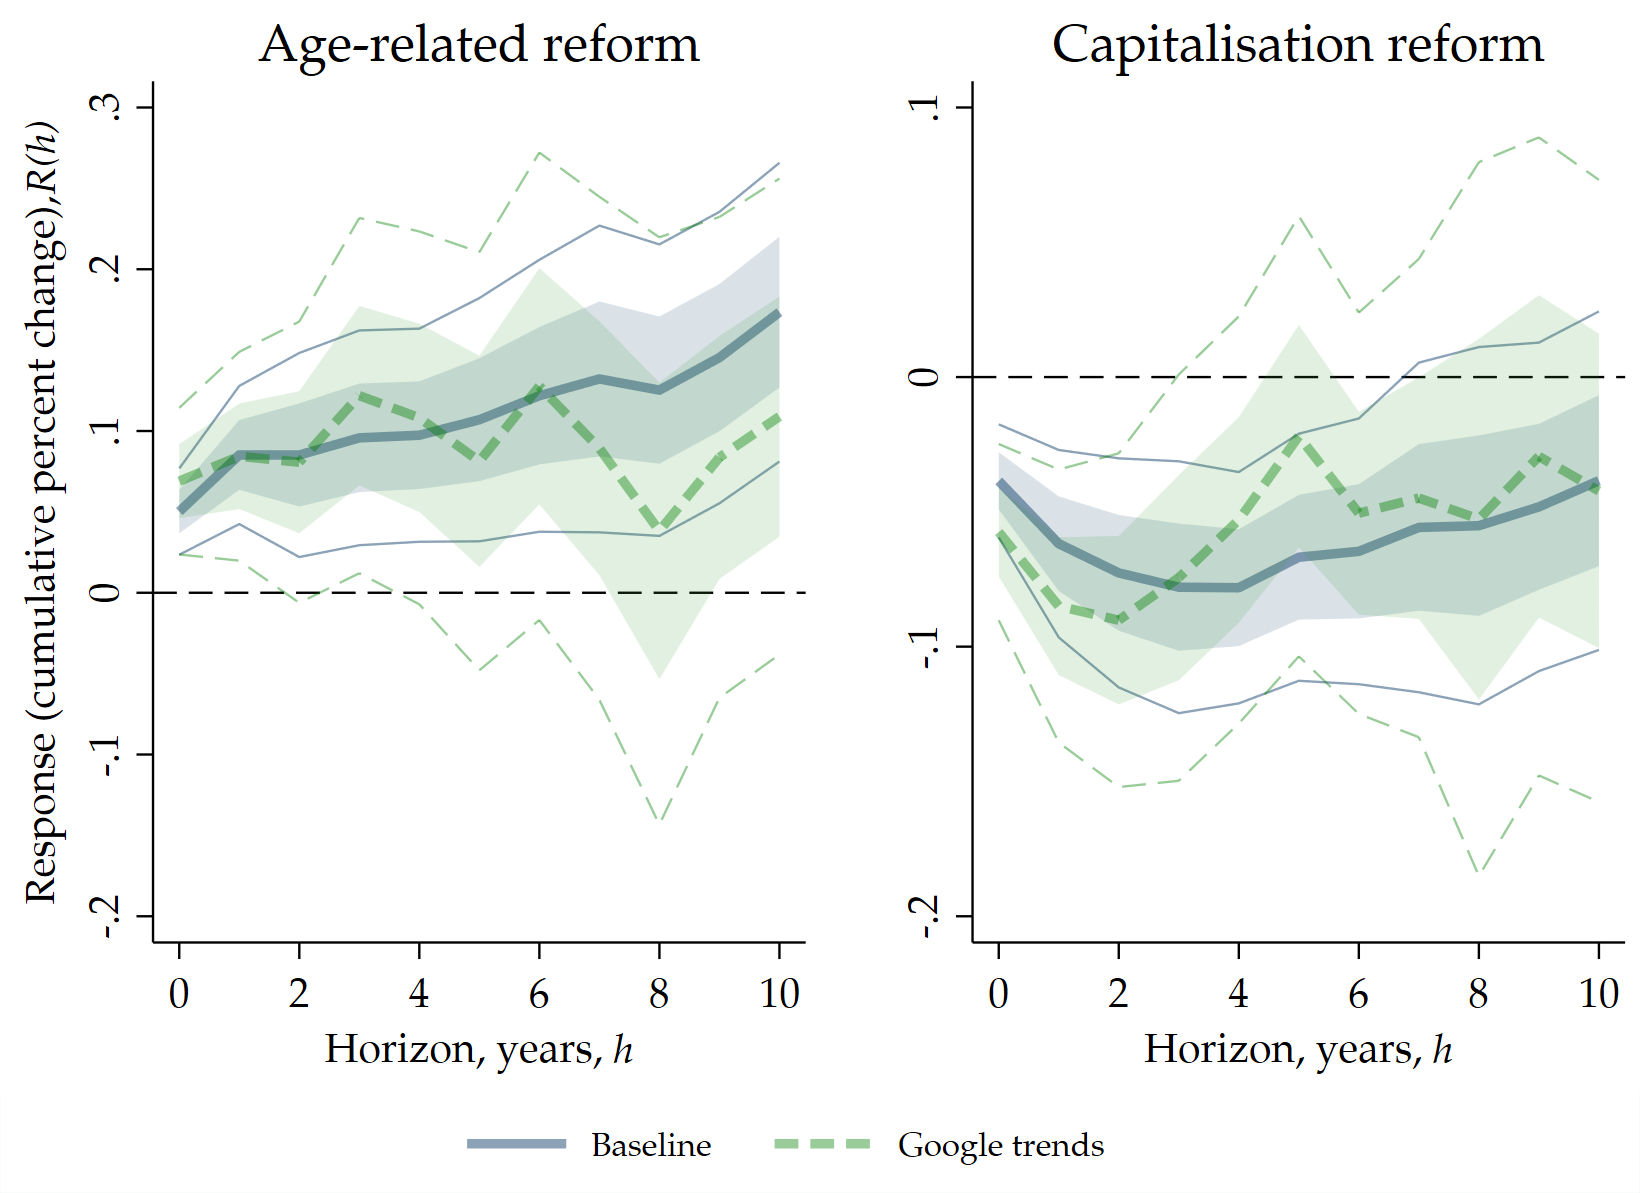 Age-related reform
Capitalisation reform
Response (cumulative percent change),R(h)
.3
.2
.1
0
-.1
-.2
0 2 4 6 8 10
Horizon, years, h
.1
0
-.1
-.2
0 2 4 6 8 10
Horizon, years, h
Baseline
Google trends